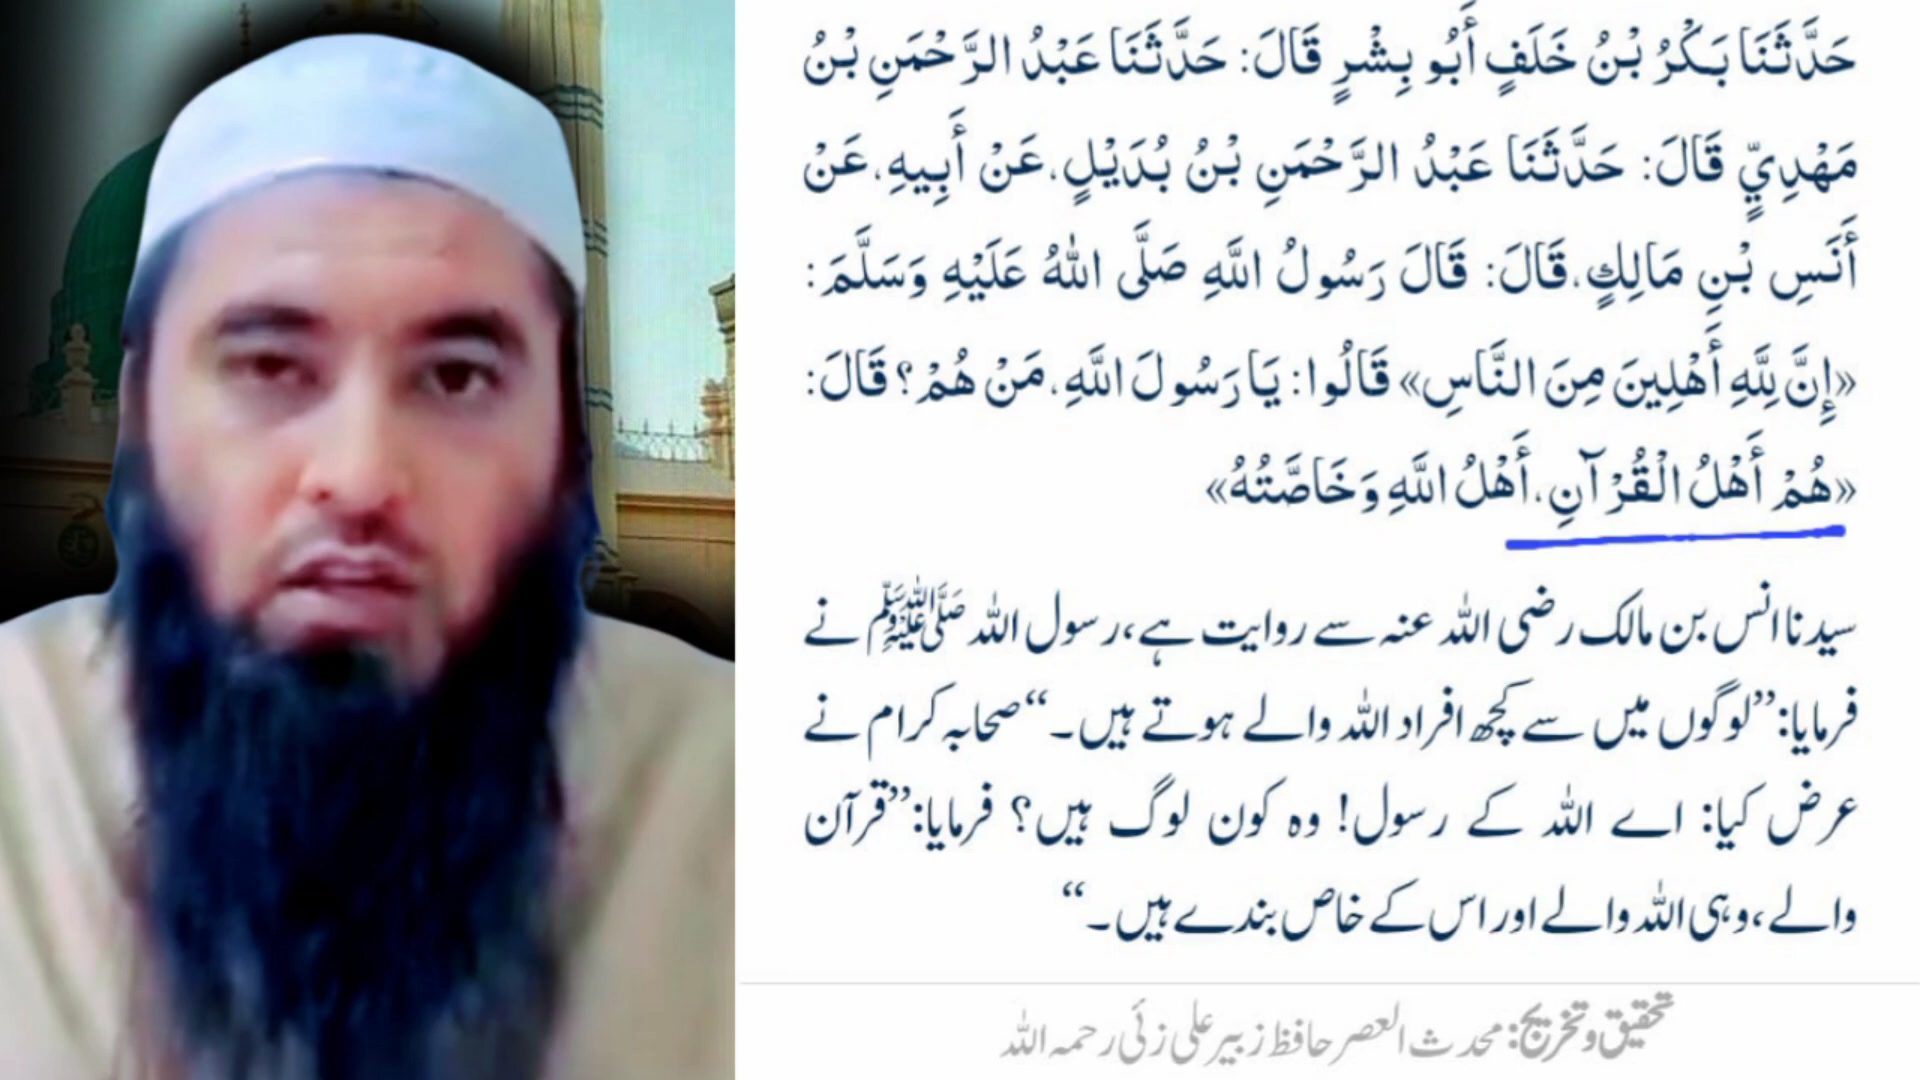 حَدَّثَنَا بَكْرُ بْنُ خَلَفٍ أَبُو بِشْرٍ قَالَ: حَدَّثَنَا عَبْدُ الرَّحْمَنِ بْنُ
مَهْدِيٍّ قَالَ: حَدَّثَنَا عَبْدُ الرَّحْمَنِ بْنُ بُدَيْلٍ، عَنْ أَبِيهِ، عَنْ
أَنَسِ بْنِ مَالِكٍ، قَالَ: قَالَ رَسُولُ اللَّهِ صَلَّى اللهُ عَلَيْهِ وَسَلَّمَ:
«إِنَّ لِلَّهِ أَهْلِينَ مِنَ النَّاسِ» قَالُوا: يَا رَسُولَ اللَّهِ، مَنْ هُمْ؟ قَالَ:
«هُمْ أَهْلُ الْقُرْآنِ، أَهْلُ اللَّهِ وَخَاصَّتُهُ»
سیدنا انس بن مالک رضی اللہ عنہ سے روایت ہے، رسول اللہ ﷺ نے
فرمایا: ’’لوگوں میں سے کچھ افراد اللہ والے ہوتے ہیں۔‘‘ صحابہ کرام نے
عرض کیا: اے اللہ کے رسول! وہ کون لوگ ہیں؟ فرمایا: ’’قرآن
والے، وہی اللہ والے اور اس کے خاص بندے ہیں۔‘‘
تحقیق و تخریج: محدث العصر حافظ زبیر علی زئی رحمہ اللہ